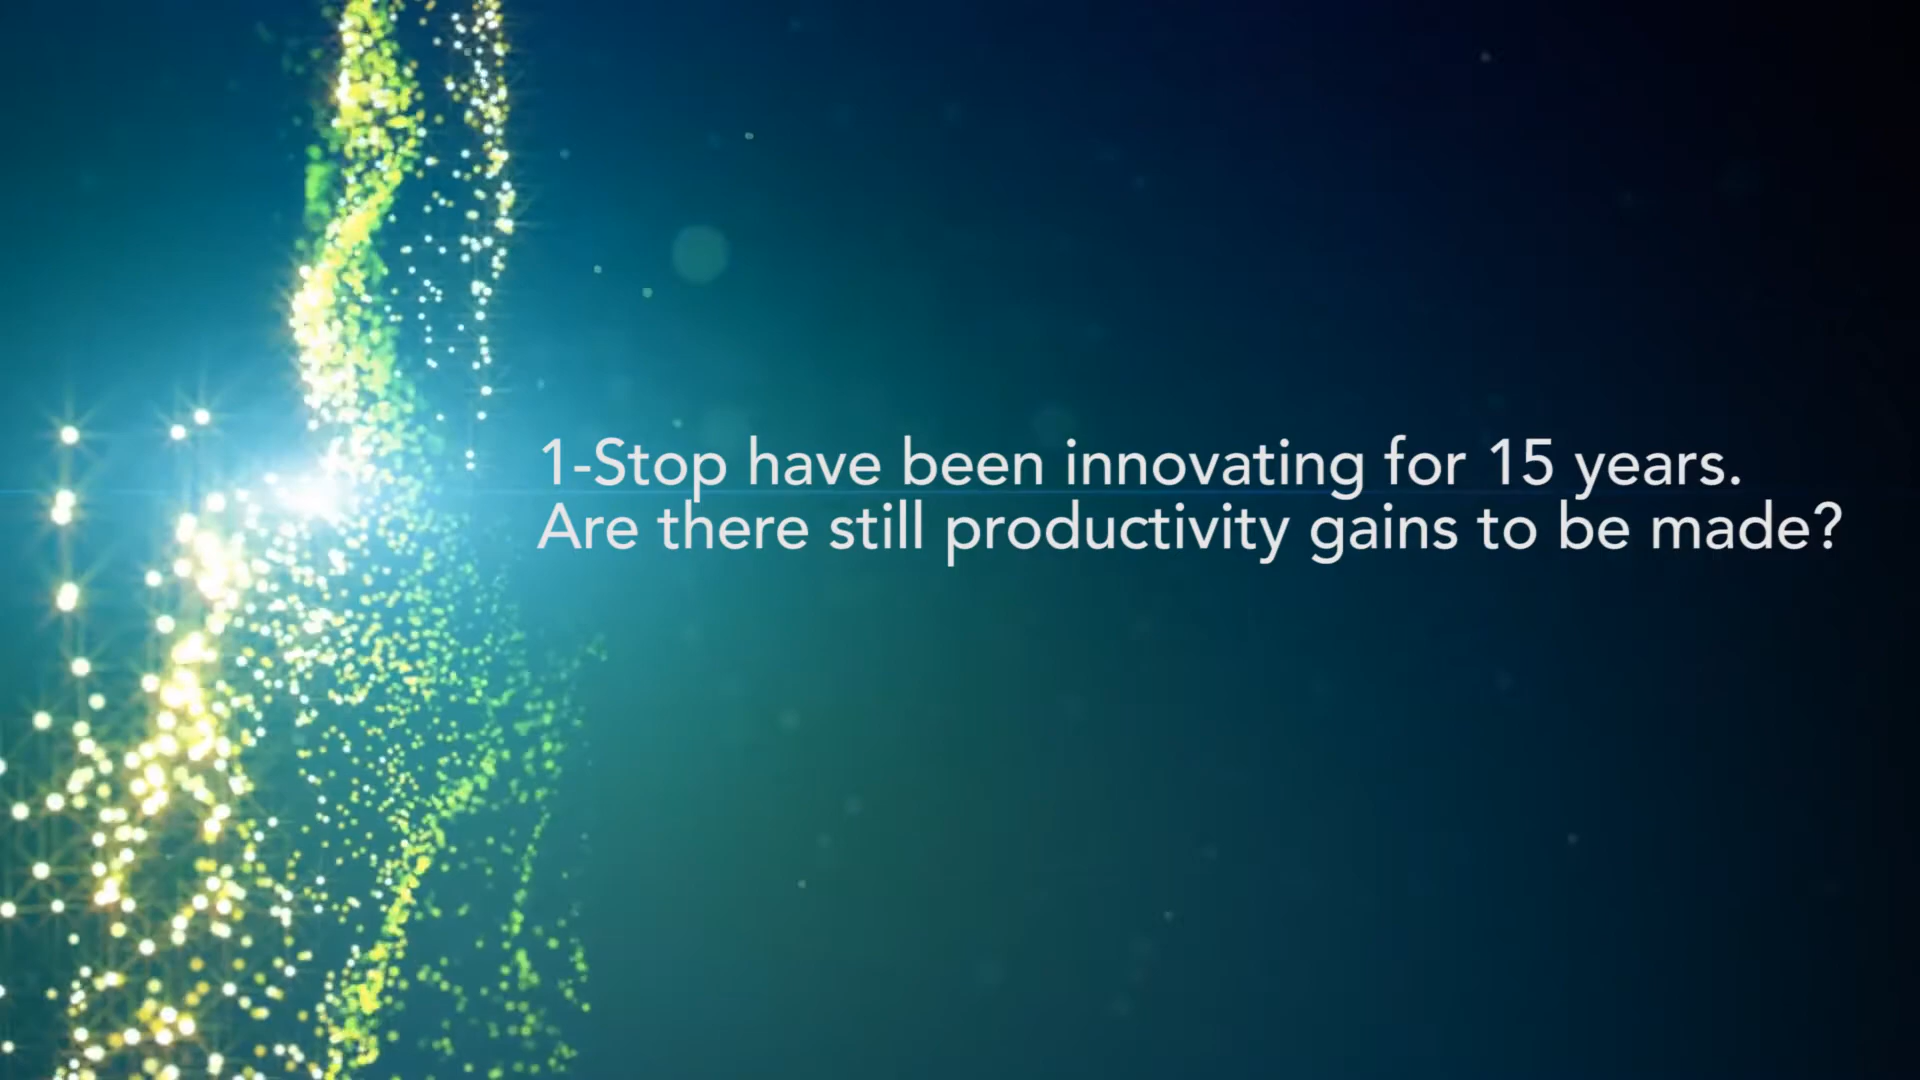 1-Stop have been innovating for 15 years.
Are there still productivity gains to be made?